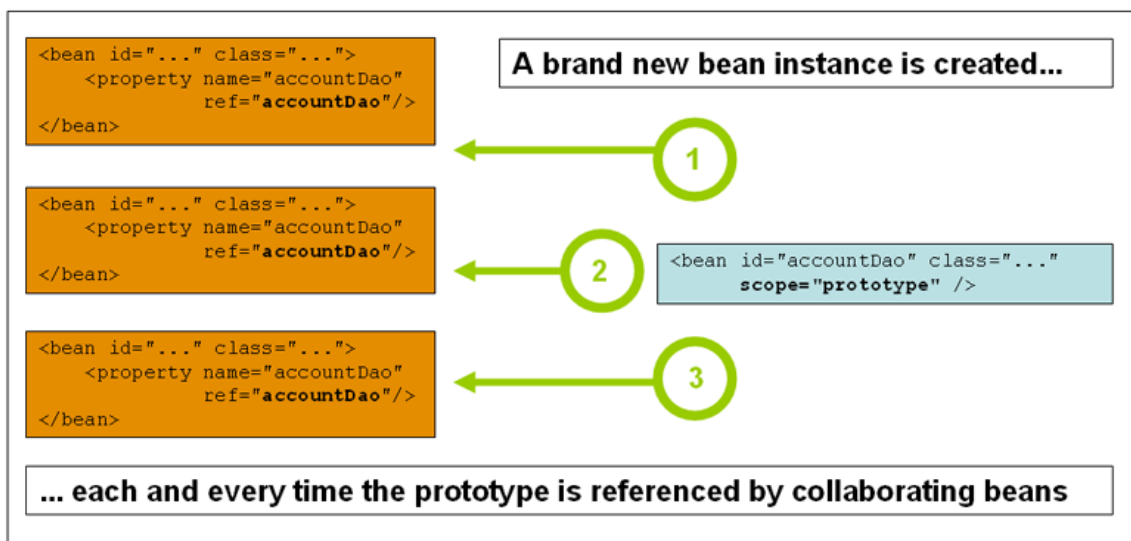 <bean id="..." class="...">
    <property name="accountDao"
              ref="accountDao"/>
</bean>
A brand new bean instance is created...
1
<bean id="..." class="...">
    <property name="accountDao"
              ref="accountDao"/>
</bean>
2
<bean id="accountDao" class="..."
      scope="prototype" />
<bean id="..." class="...">
    <property name="accountDao"
              ref="accountDao"/>
</bean>
3
... each and every time the prototype is referenced by collaborating beans